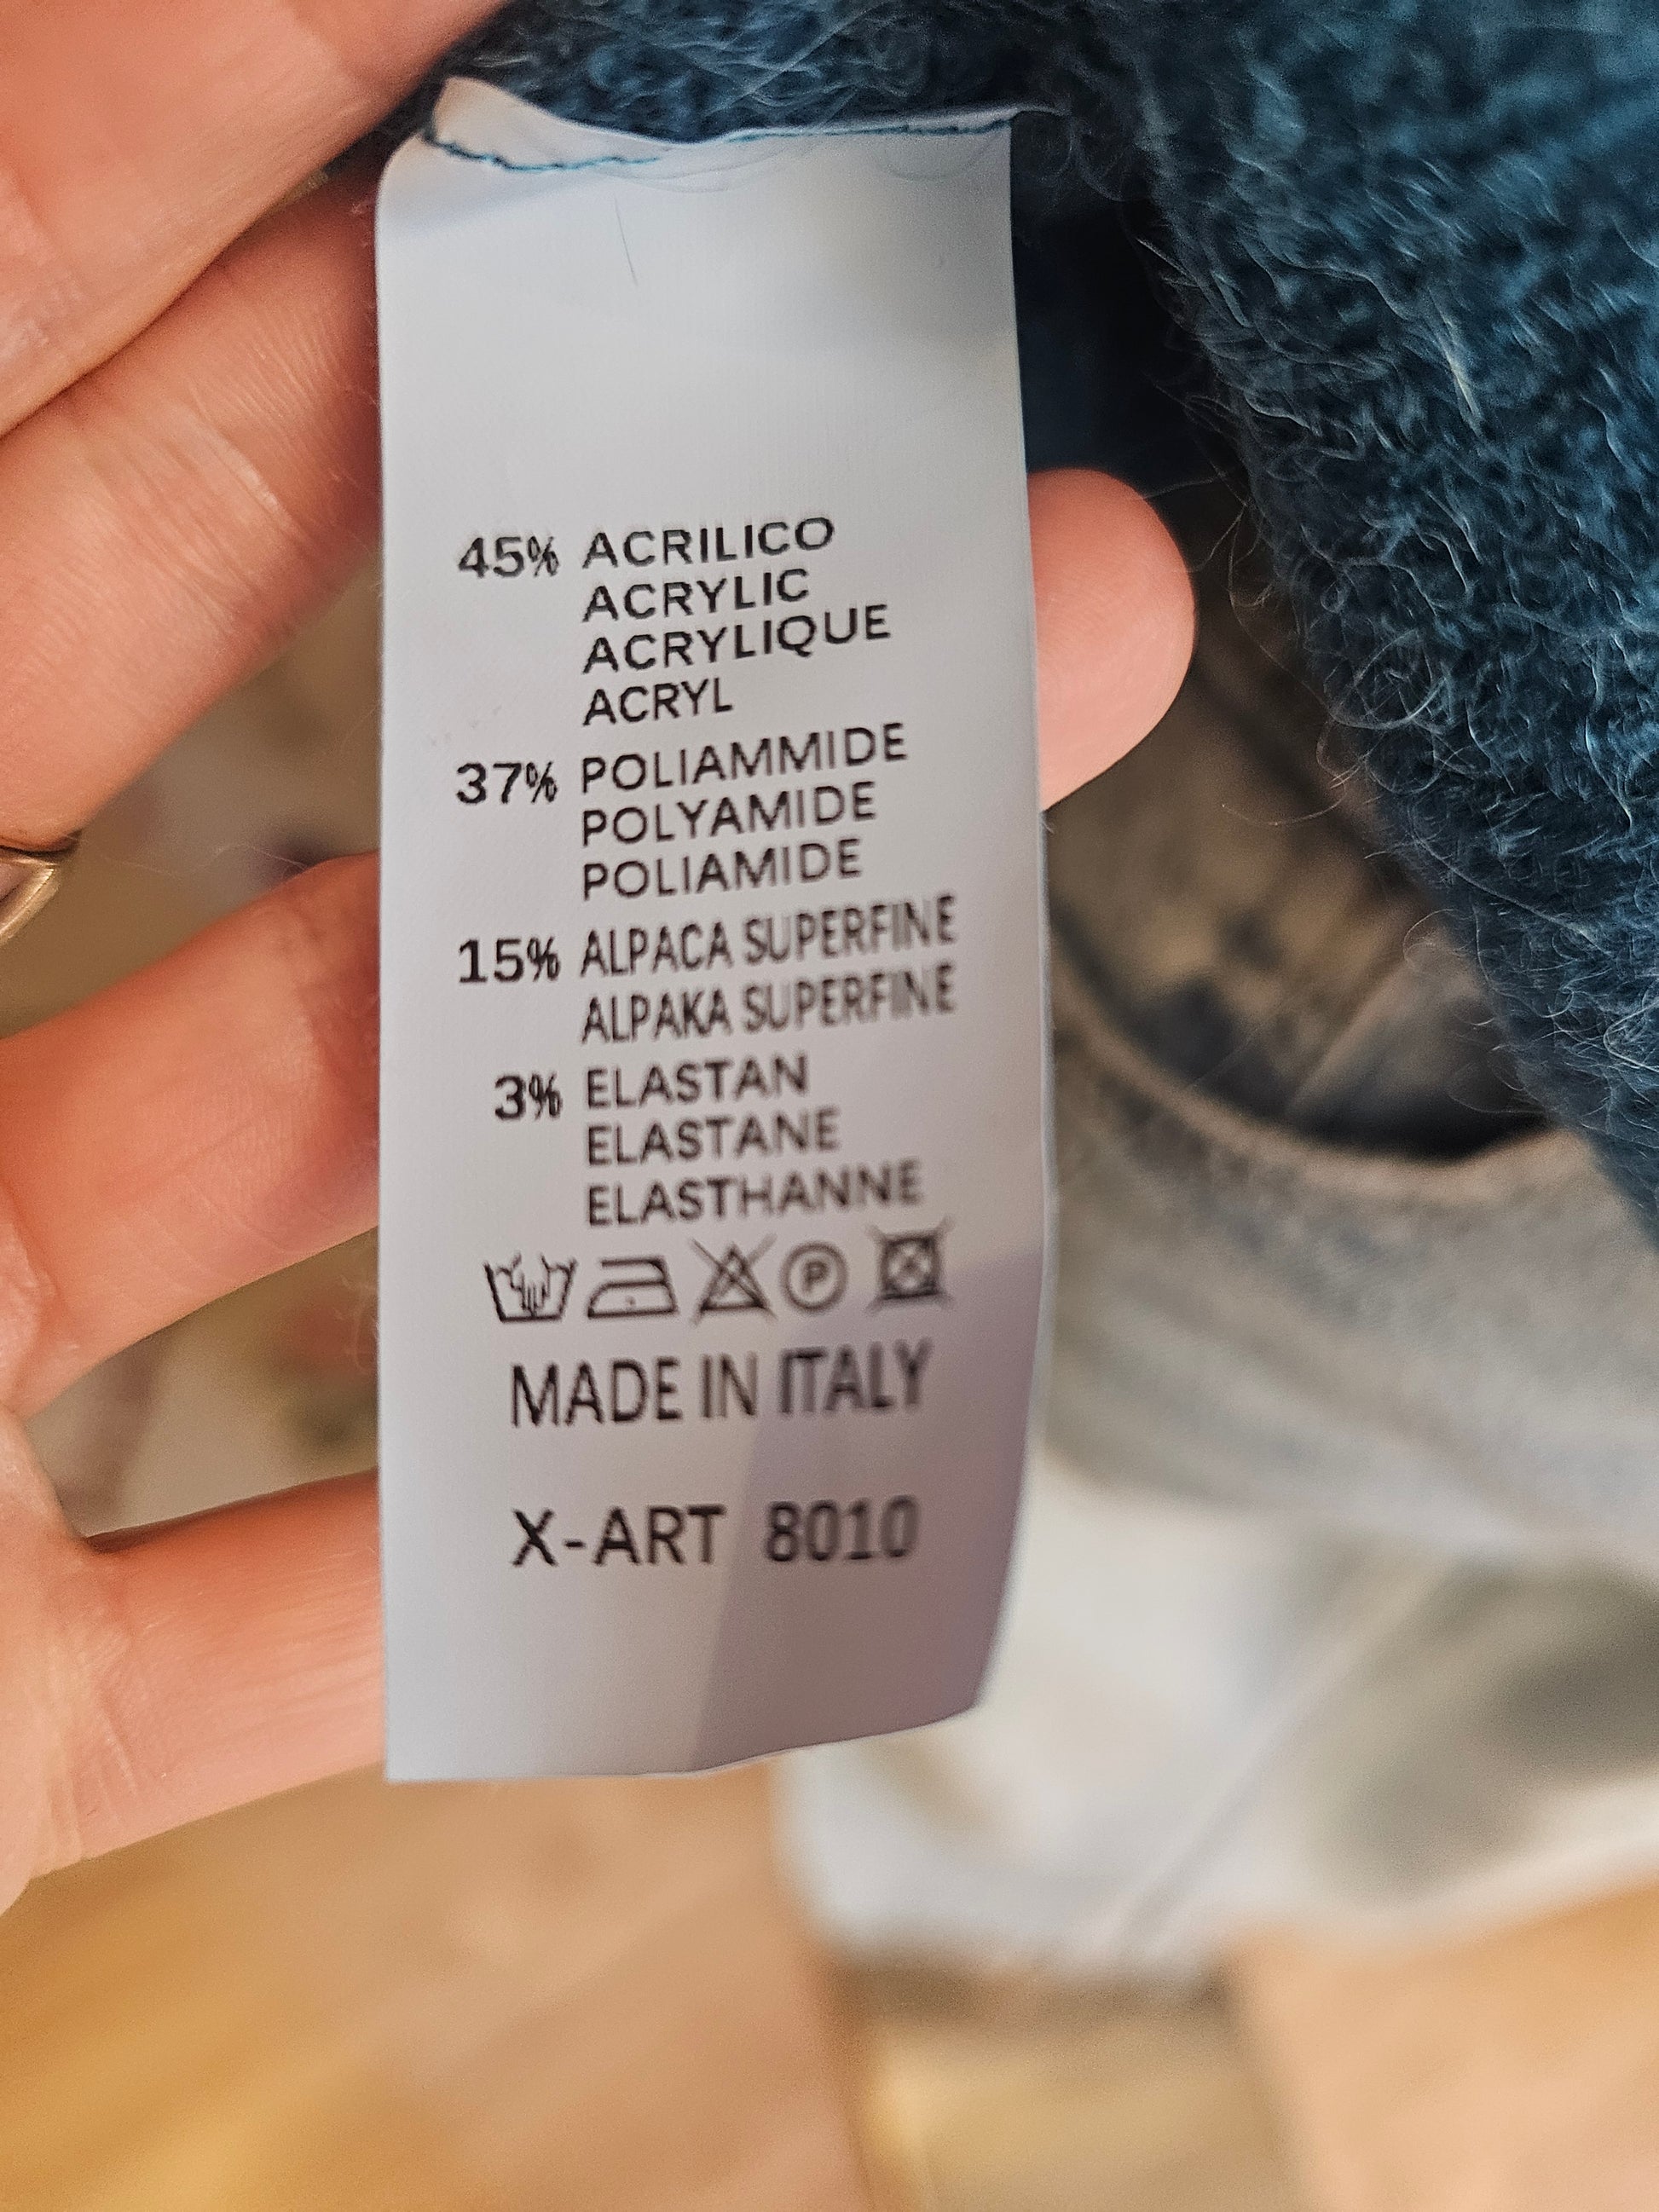 45% ACRILICO
ACRYLIC
ACRYLIQUE
ACRYL
37% POLIAMMIDE
POLYAMIDE
POLIAMIDE
15% ALPACA SUPERFINE
ALPAKA SUPERFINE
3% ELASTAN
ELASTANE
ELASTHANNE
P
MADE IN ITALY
X-ART 8010